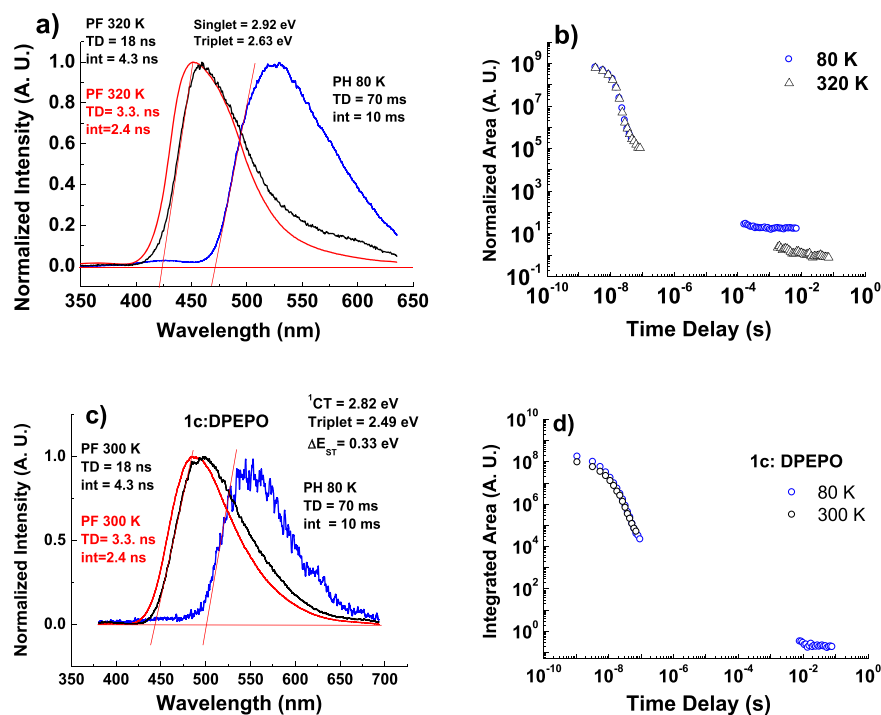 a)
PF 320 K
TD = 18 ns
int = 4.3 ns
Singlet = 2.92 eV
Triplet = 2.63 eV
PF 320 K
TD= 3.3. ns
int=2.4 ns
PH 80 K
TD = 70 ms
int = 10 ms
Normalized Intensity (A. U.)
1.0
0.8
0.6
0.4
0.2
0.0
350 400 450 500 550 600 650
Wavelength (nm)
b)
80 K
320 K
Normalized Area (A. U.)
10^9
10^7
10^5
10^3
10^1
10^-1
10^-10 10^-8 10^-6 10^-4 10^-2 10^0
Time Delay (s)
c)
1c:DPEPO
^1CT = 2.82 eV
Triplet = 2.49 eV
ΔE_ST = 0.33 eV
PF 300 K
TD = 18 ns
int = 4.3 ns
PF 300 K
TD= 3.3. ns
int=2.4 ns
PH 80 K
TD = 70 ms
int = 10 ms
Normalized Intensity (A. U.)
1.0
0.5
0.0
350 400 450 500 550 600 650 700
Wavelength (nm)
d)
1c: DPEPO
80 K
300 K
Integrated Area (A. U.)
10^10
10^8
10^6
10^4
10^2
10^0
10^-10 10^-8 10^-6 10^-4 10^-2 10^0
Time Delay (s)